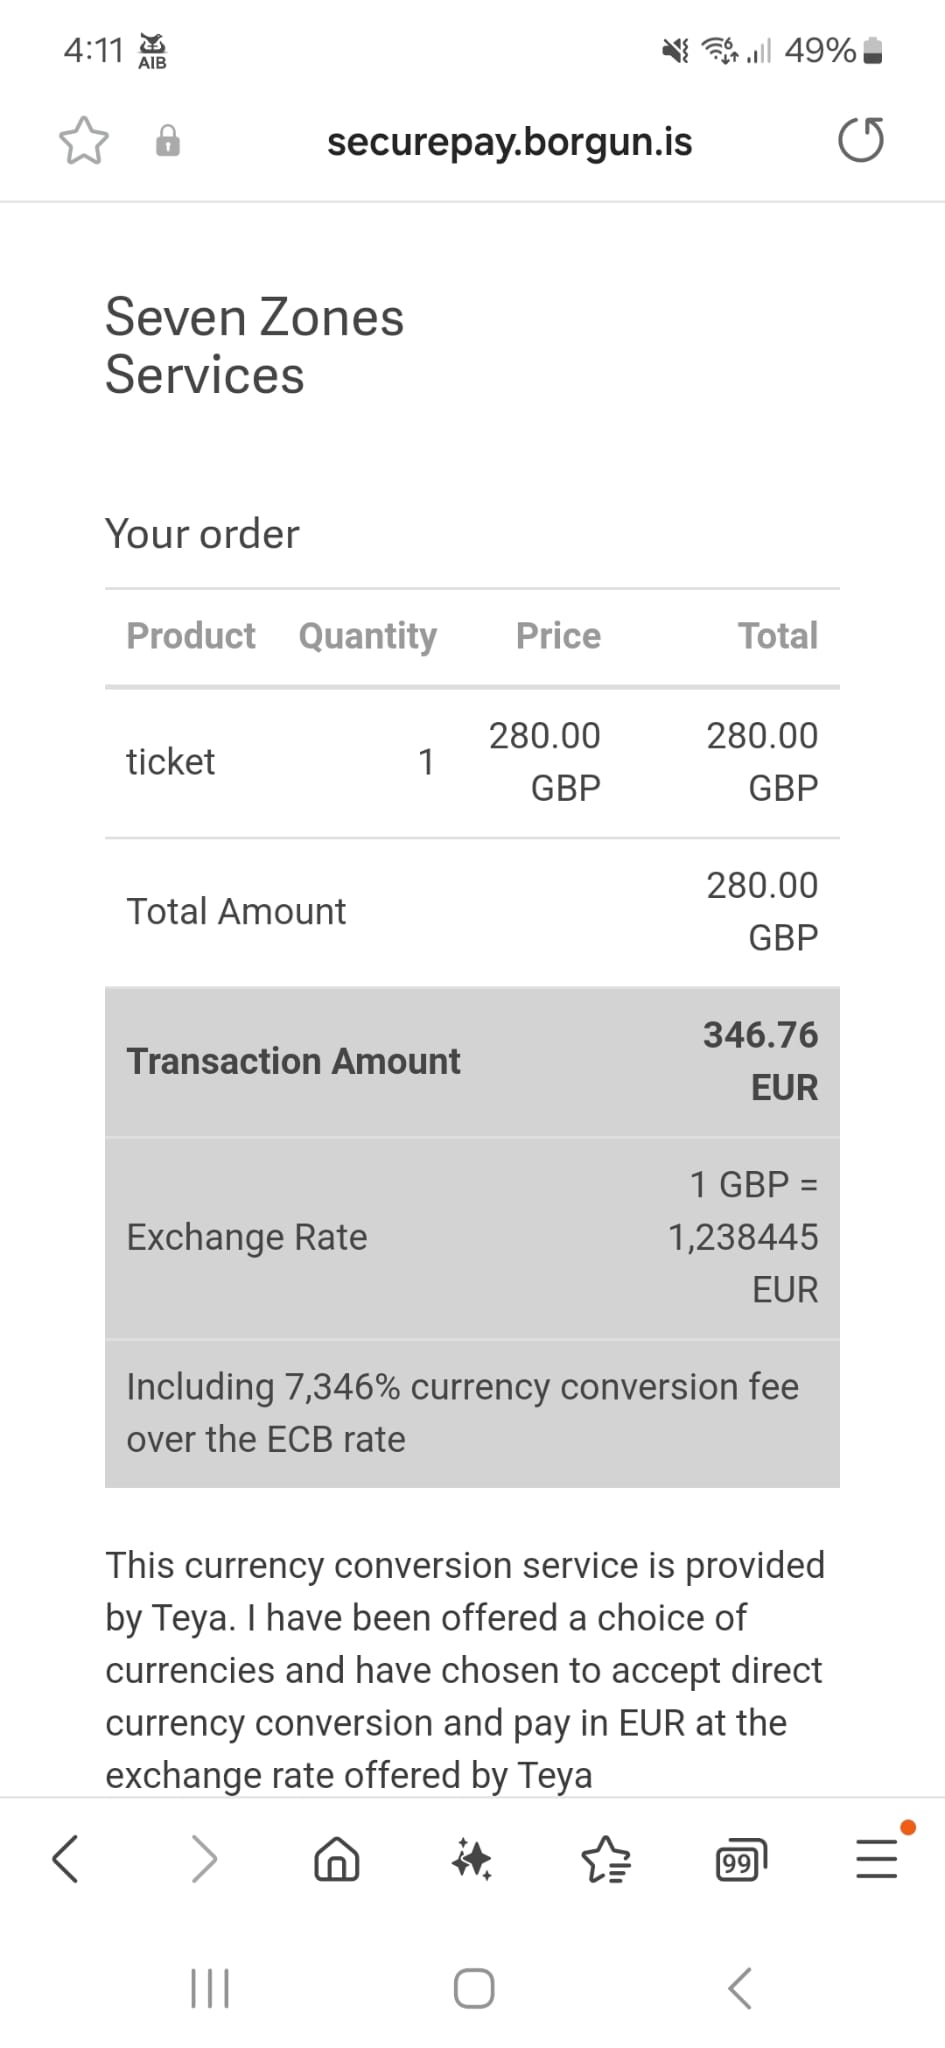 4:11 AIB 49%
securepay.borgun.is
Seven Zones
Services
Your order
Product Quantity Price Total
ticket 1 280.00 GBP 280.00 GBP
Total Amount 280.00 GBP
Transaction Amount 346.76 EUR
Exchange Rate 1 GBP = 1,238445 EUR
Including 7,346% currency conversion fee
over the ECB rate
This currency conversion service is provided
by Teya. I have been offered a choice of
currencies and have chosen to accept direct
currency conversion and pay in EUR at the
exchange rate offered by Teya
99